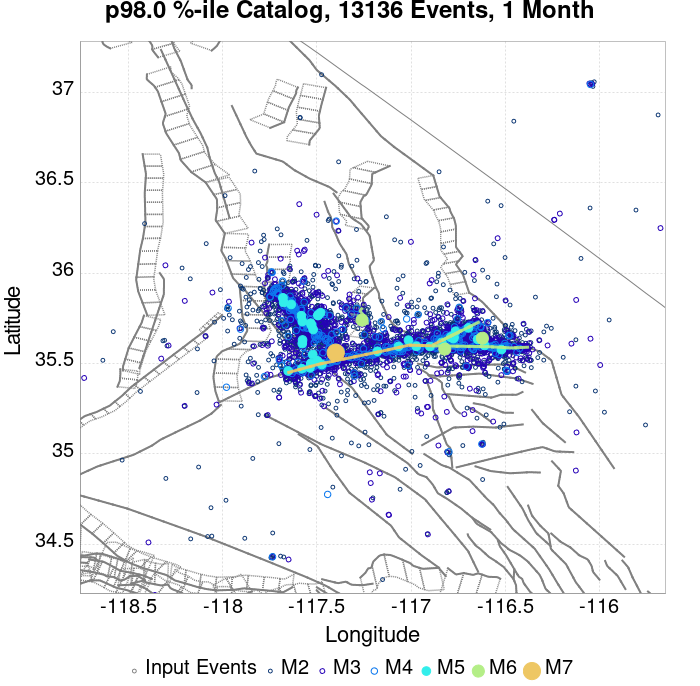 p98.0 %-ile Catalog, 13136 Events, 1 Month
37
36.5
36
35.5
35
34.5
Latitude
-118.5 -118 -117.5 -117 -116.5 -116
Longitude
Input Events M2 M3 M4 M5 M6 M7